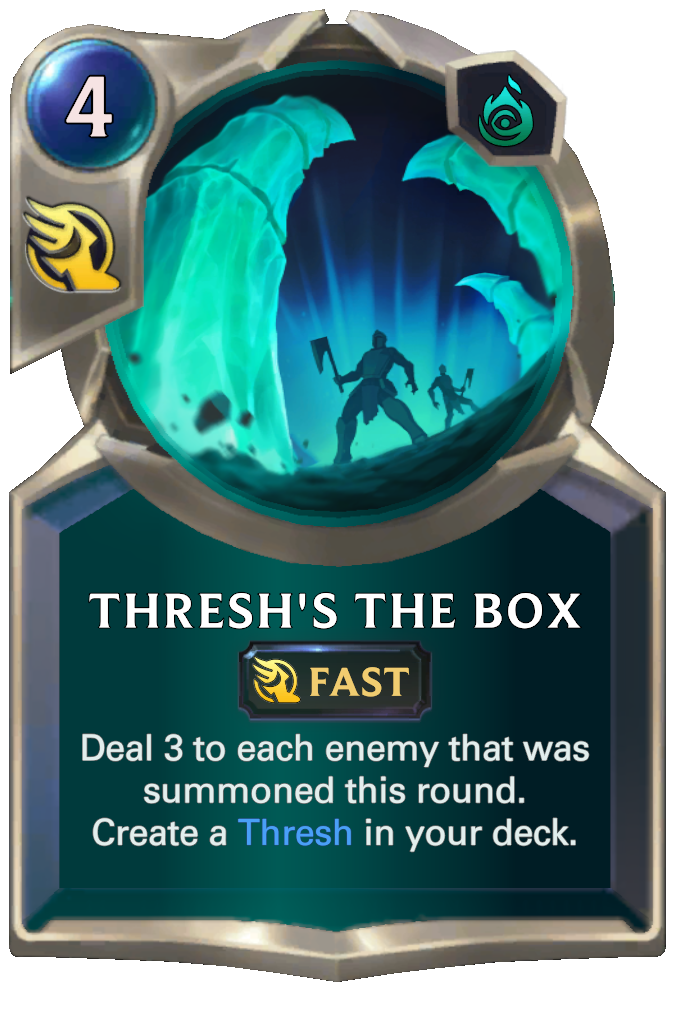 4
THRESH'S THE BOX
FAST
Deal 3 to each enemy that was
summoned this round.
Create a Thresh in your deck.